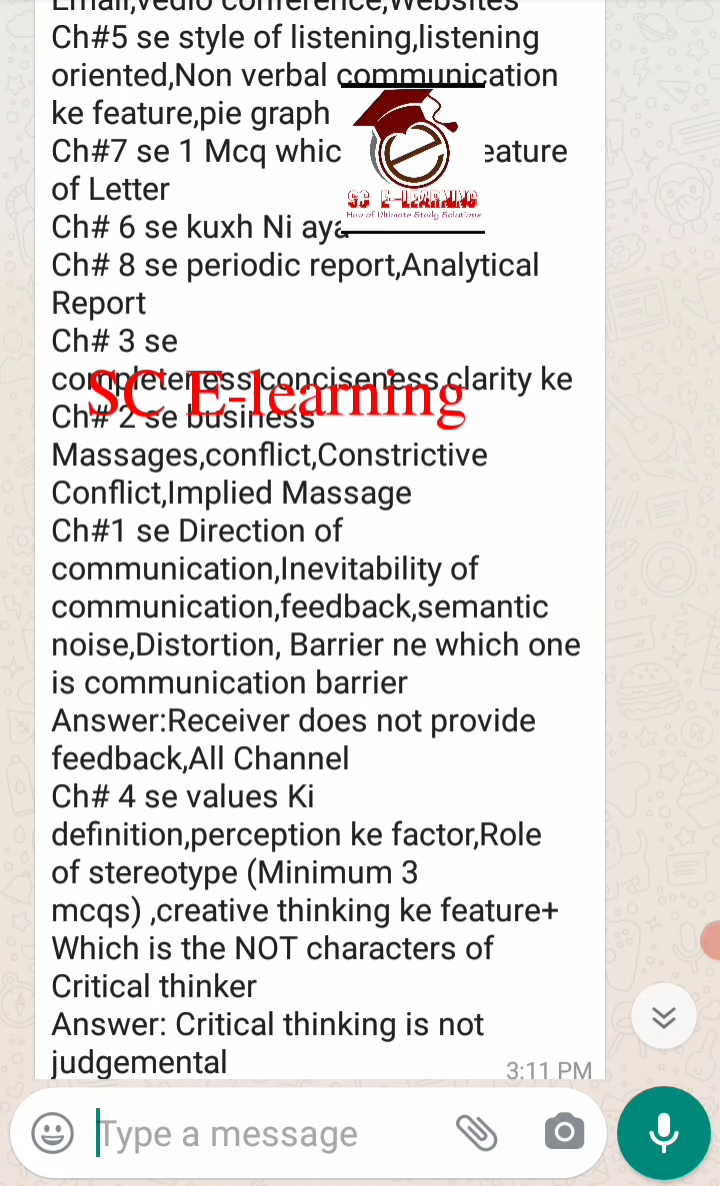 Email,vedio conference,Websites
Ch#5 se style of listening,listening
oriented,Non verbal communication
ke feature,pie graph
Ch#7 se 1 Mcq whic eature
of Letter
SC E-LEARNING
Hub of Ultimate Study Solutions
Ch# 6 se kuxh Ni aya
Ch# 8 se periodic report,Analytical
Report
Ch# 3 se
completeness,conciseness,clarity ke
SC E-learning
Ch# 2 se business
Massages,conflict,Constrictive
Conflict,Implied Massage
Ch#1 se Direction of
communication,Inevitability of
communication,feedback,semantic
noise,Distortion, Barrier ne which one
is communication barrier
Answer:Receiver does not provide
feedback,All Channel
Ch# 4 se values Ki
definition,perception ke factor,Role
of stereotype (Minimum 3
mcqs) ,creative thinking ke feature+
Which is the NOT characters of
Critical thinker
Answer: Critical thinking is not
judgemental
3:11 PM
Type a message